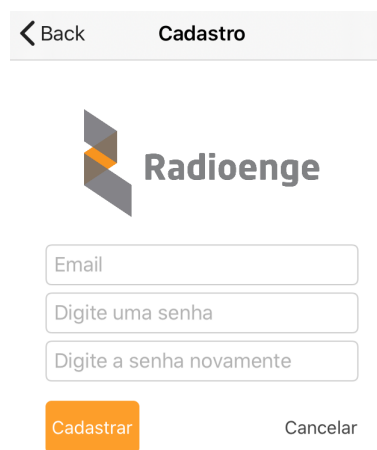 Back Cadastro
Radioenge
Email
Digite uma senha
Digite a senha novamente
Cadastrar Cancelar